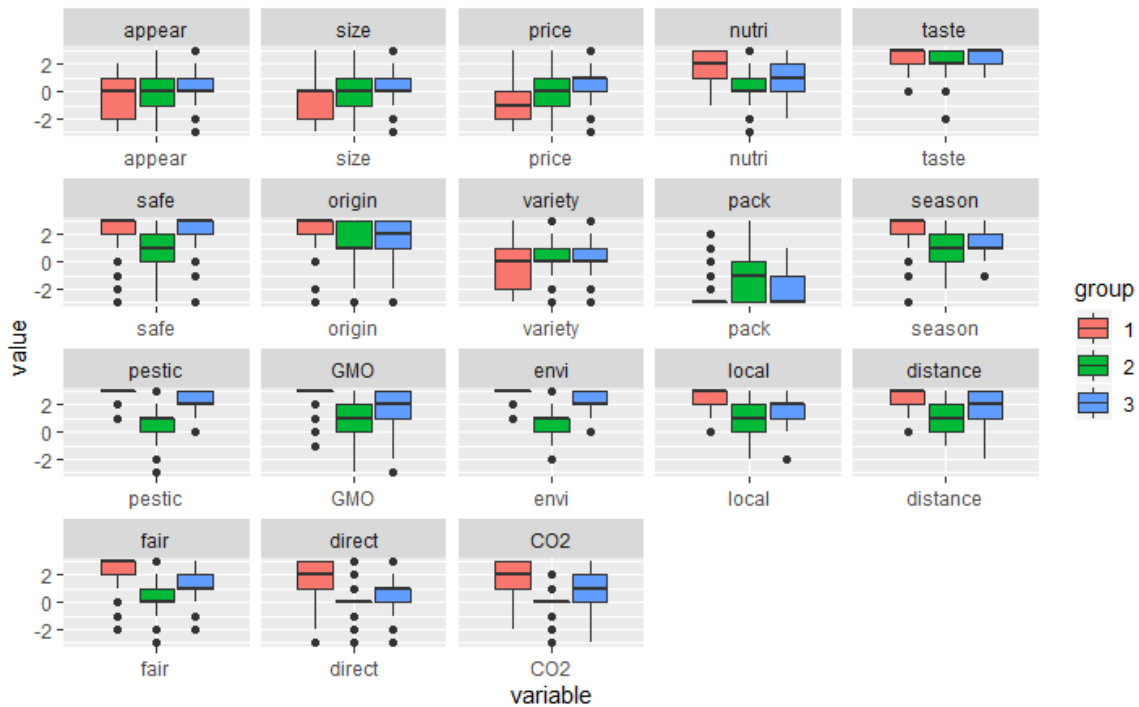 appear size price nutri taste
2
0
-2
appear size price nutri taste
safe origin variety pack season
2
0
-2
safe origin variety pack season
pestic GMO envi local distance
2
0
-2
pestic GMO envi local distance
fair direct CO2
2
0
-2
fair direct CO2
variable
value
group
1
2
3